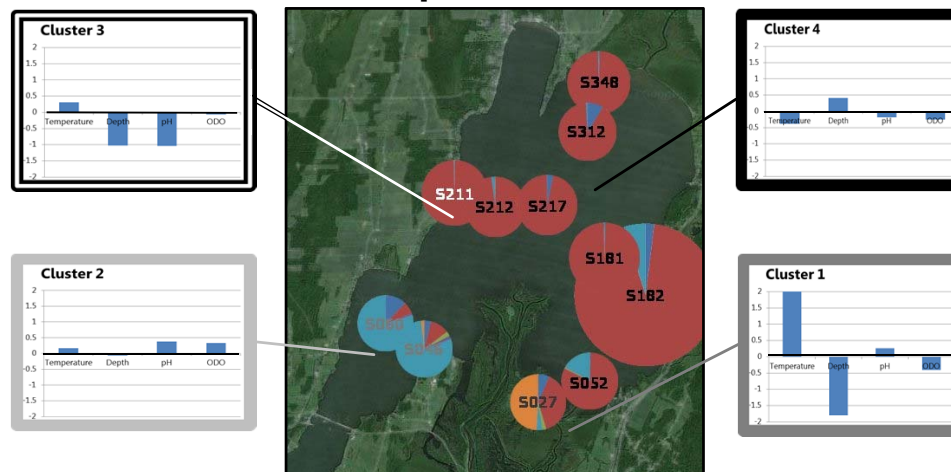 Cluster 3
2
1.5
1
0.5
0
-0.5
-1
-1.5
-2
Temperature Depth pH ODO
Cluster 4
2
1.5
1
0.5
0
-0.5
-1
-1.5
-2
Temperature Depth pH ODO
S348
S312
S211
S212
S217
S181
S182
S046
S052
S027
Cluster 2
2
1.5
1
0.5
0
-0.5
-1
-1.5
-2
Temperature Depth pH ODO
Cluster 1
2
1.5
1
0.5
0
-0.5
-1
-1.5
-2
Temperature Depth pH ODO